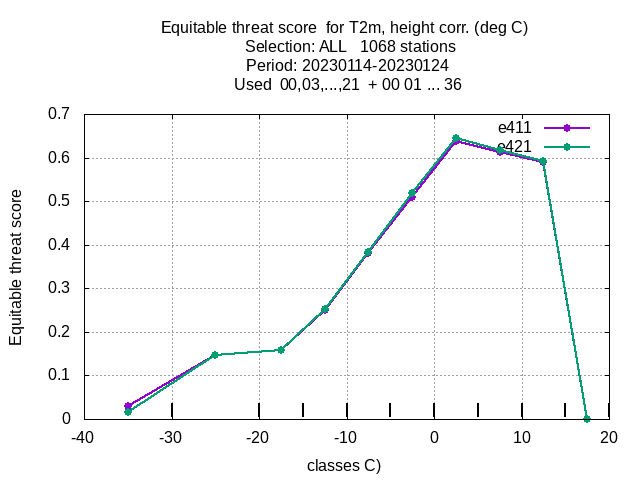 Equitable threat score  for T2m, height corr. (deg C)
Selection: ALL   1068 stations
Period: 20230114-20230124
Used  00,03,...,21  + 00 01 ... 36
0.7
0.6
0.5
0.4
0.3
0.2
0.1
0
Equitable threat score
e411
e421
-40 -30 -20 -10 0 10 20
classes C)